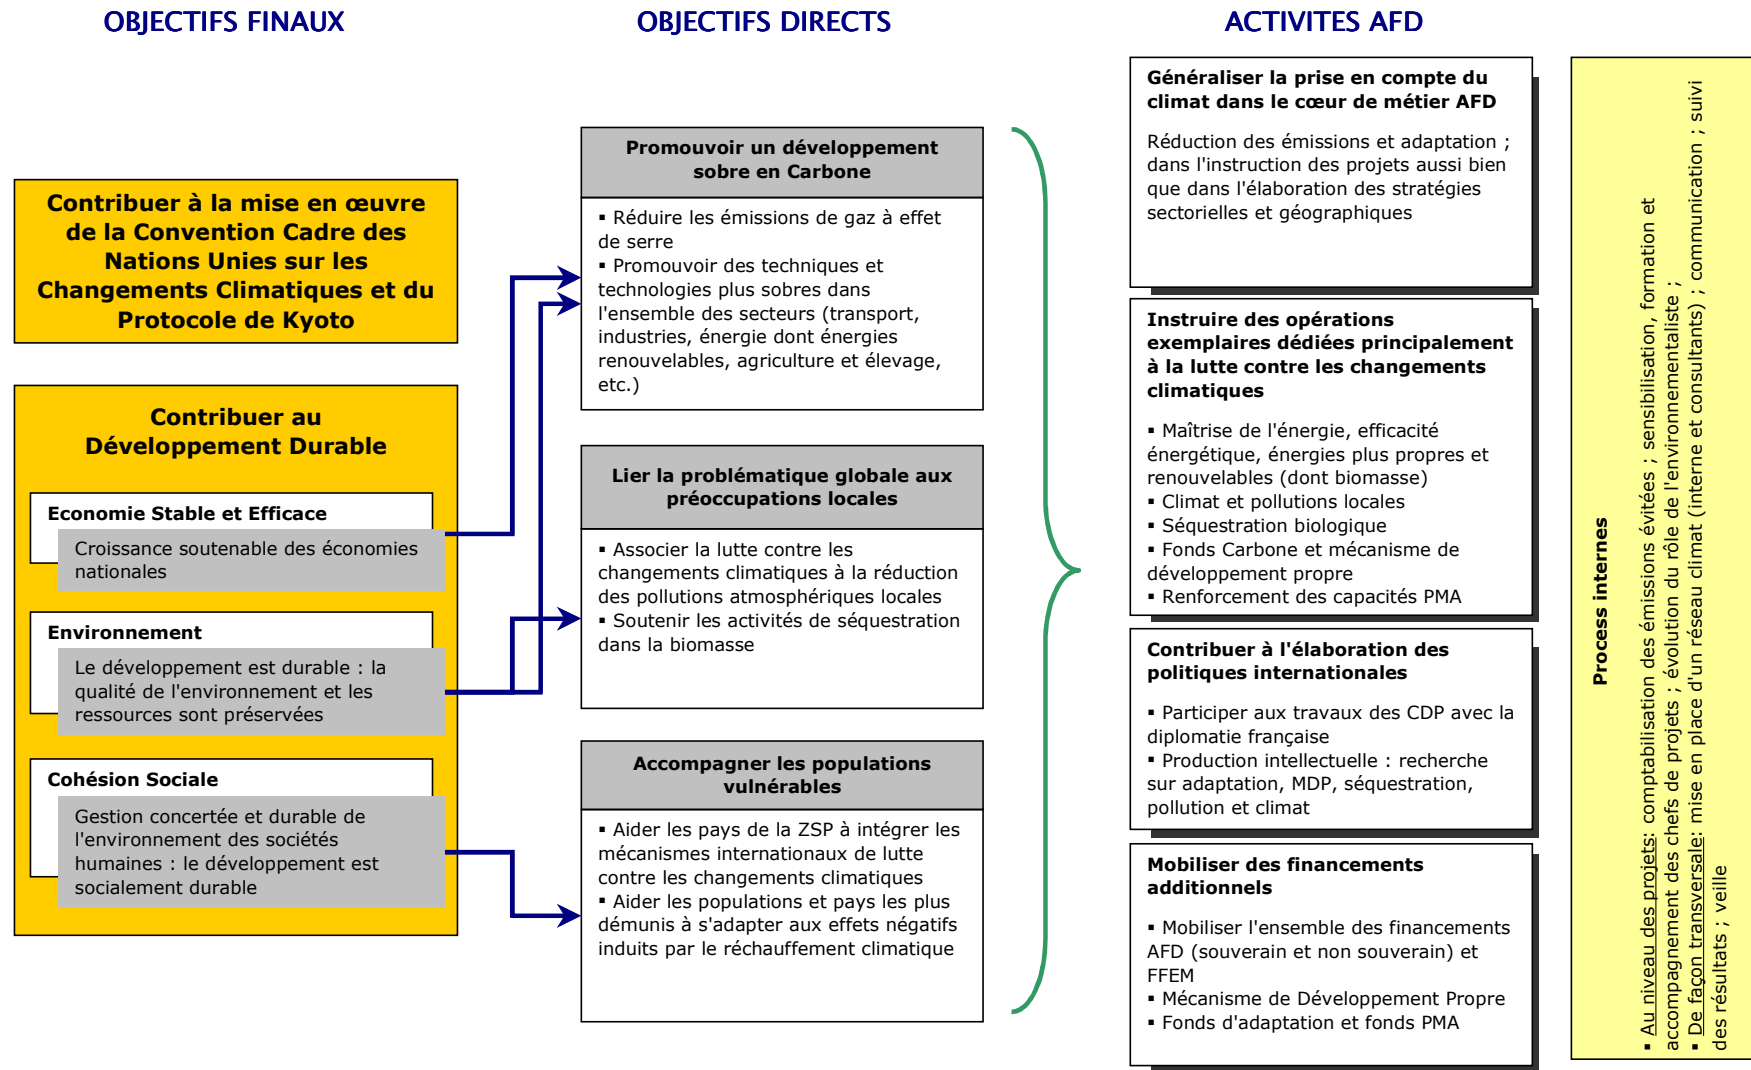 OBJECTIFS FINAUX
OBJECTIFS DIRECTS
ACTIVITES AFD
Contribuer à la mise en œuvre
de la Convention Cadre des
Nations Unies sur les
Changements Climatiques et du
Protocole de Kyoto
Contribuer au
Développement Durable
Economie Stable et Efficace
Croissance soutenable des économies
nationales
Environnement
Le développement est durable : la
qualité de l'environnement et les
ressources sont préservées
Cohésion Sociale
Gestion concertée et durable de
l'environnement des sociétés
humaines : le développement est
socialement durable
Promouvoir un développement
sobre en Carbone
▪ Réduire les émissions de gaz à effet
de serre
▪ Promouvoir des techniques et
technologies plus sobres dans
l'ensemble des secteurs (transport,
industries, énergie dont énergies
renouvelables, agriculture et élevage,
etc.)
Lier la problématique globale aux
préoccupations locales
▪ Associer la lutte contre les
changements climatiques à la réduction
des pollutions atmosphériques locales
▪ Soutenir les activités de séquestration
dans la biomasse
Accompagner les populations
vulnérables
▪ Aider les pays de la ZSP à intégrer les
mécanismes internationaux de lutte
contre les changements climatiques
▪ Aider les populations et pays les plus
démunis à s'adapter aux effets négatifs
induits par le réchauffement climatique
Généraliser la prise en compte du
climat dans le cœur de métier AFD
Réduction des émissions et adaptation ;
dans l'instruction des projets aussi bien
que dans l'élaboration des stratégies
sectorielles et géographiques
Instruire des opérations
exemplaires dédiées principalement
à la lutte contre les changements
climatiques
▪ Maîtrise de l'énergie, efficacité
énergétique, énergies plus propres et
renouvelables (dont biomasse)
▪ Climat et pollutions locales
▪ Séquestration biologique
▪ Fonds Carbone et mécanisme de
développement propre
▪ Renforcement des capacités PMA
Contribuer à l'élaboration des
politiques internationales
▪ Participer aux travaux des CDP avec la
diplomatie française
▪ Production intellectuelle : recherche
sur adaptation, MDP, séquestration,
pollution et climat
Mobiliser des financements
additionnels
▪ Mobiliser l'ensemble des financements
AFD (souverain et non souverain) et
FFEM
▪ Mécanisme de Développement Propre
▪ Fonds d'adaptation et fonds PMA
Process internes
▪ Au niveau des projets: comptabilisation des émissions évitées ; sensibilisation, formation et
accompagnement des chefs de projets ; évolution du rôle de l'environnementaliste ;
▪ De façon transversale: mise en place d'un réseau climat (interne et consultants) ; communication ; suivi
des résultats ; veille